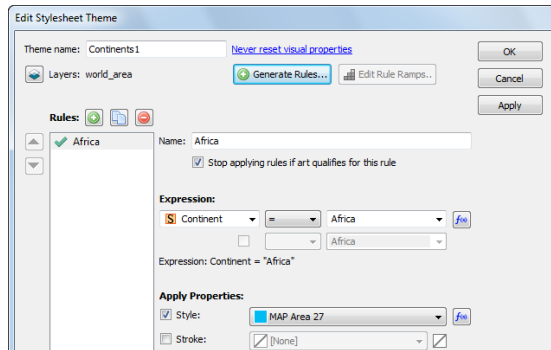 Edit Stylesheet Theme
Theme name: Continents1 Never reset visual properties OK
Layers: world_area Generate Rules... Edit Rule Ramps.. Cancel
Apply
Rules:
Africa Name: Africa
Stop applying rules if art qualifies for this rule
Expression:
S Continent = Africa f(x)
Africa
Expression: Continent = "Africa"
Apply Properties:
Style: MAP Area 27 f(x)
Stroke: [None]